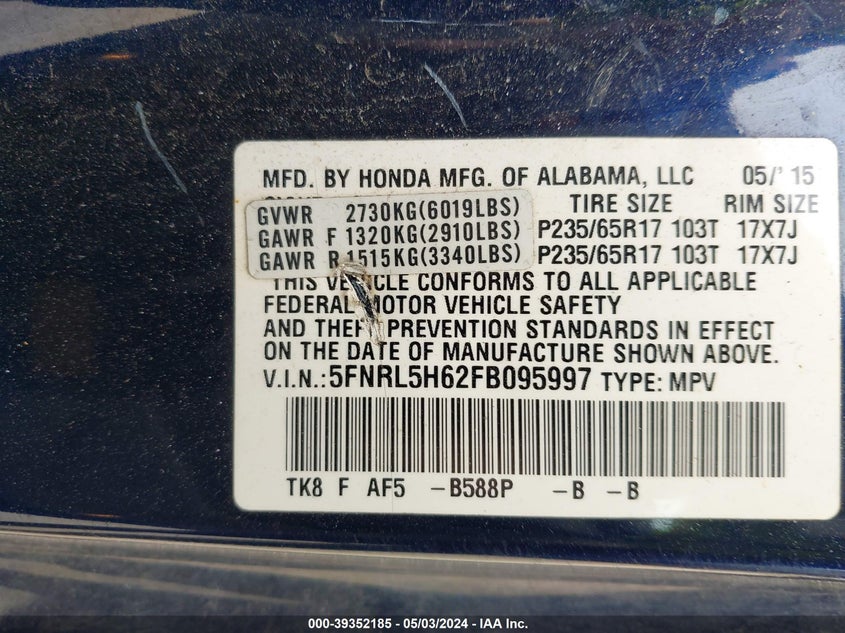 MFD. BY HONDA MFG. OF ALABAMA, LLC 05/'15
TIRE SIZE RIM SIZE
GVWR 2730KG(6019LBS)
GAWR F 1320KG(2910LBS) P235/65R17 103T 17X7J
GAWR R 1515KG(3340LBS) P235/65R17 103T 17X7J
THIS VEHICLE CONFORMS TO ALL APPLICABLE
FEDERAL MOTOR VEHICLE SAFETY
AND THEFT PREVENTION STANDARDS IN EFFECT
ON THE DATE OF MANUFACTURE SHOWN ABOVE.
V.I.N.:5FNRL5H62FB095997 TYPE: MPV
TK8 F AF5 -B588P -B -B
000-39352185 - 05/03/2024 - IAA Inc.